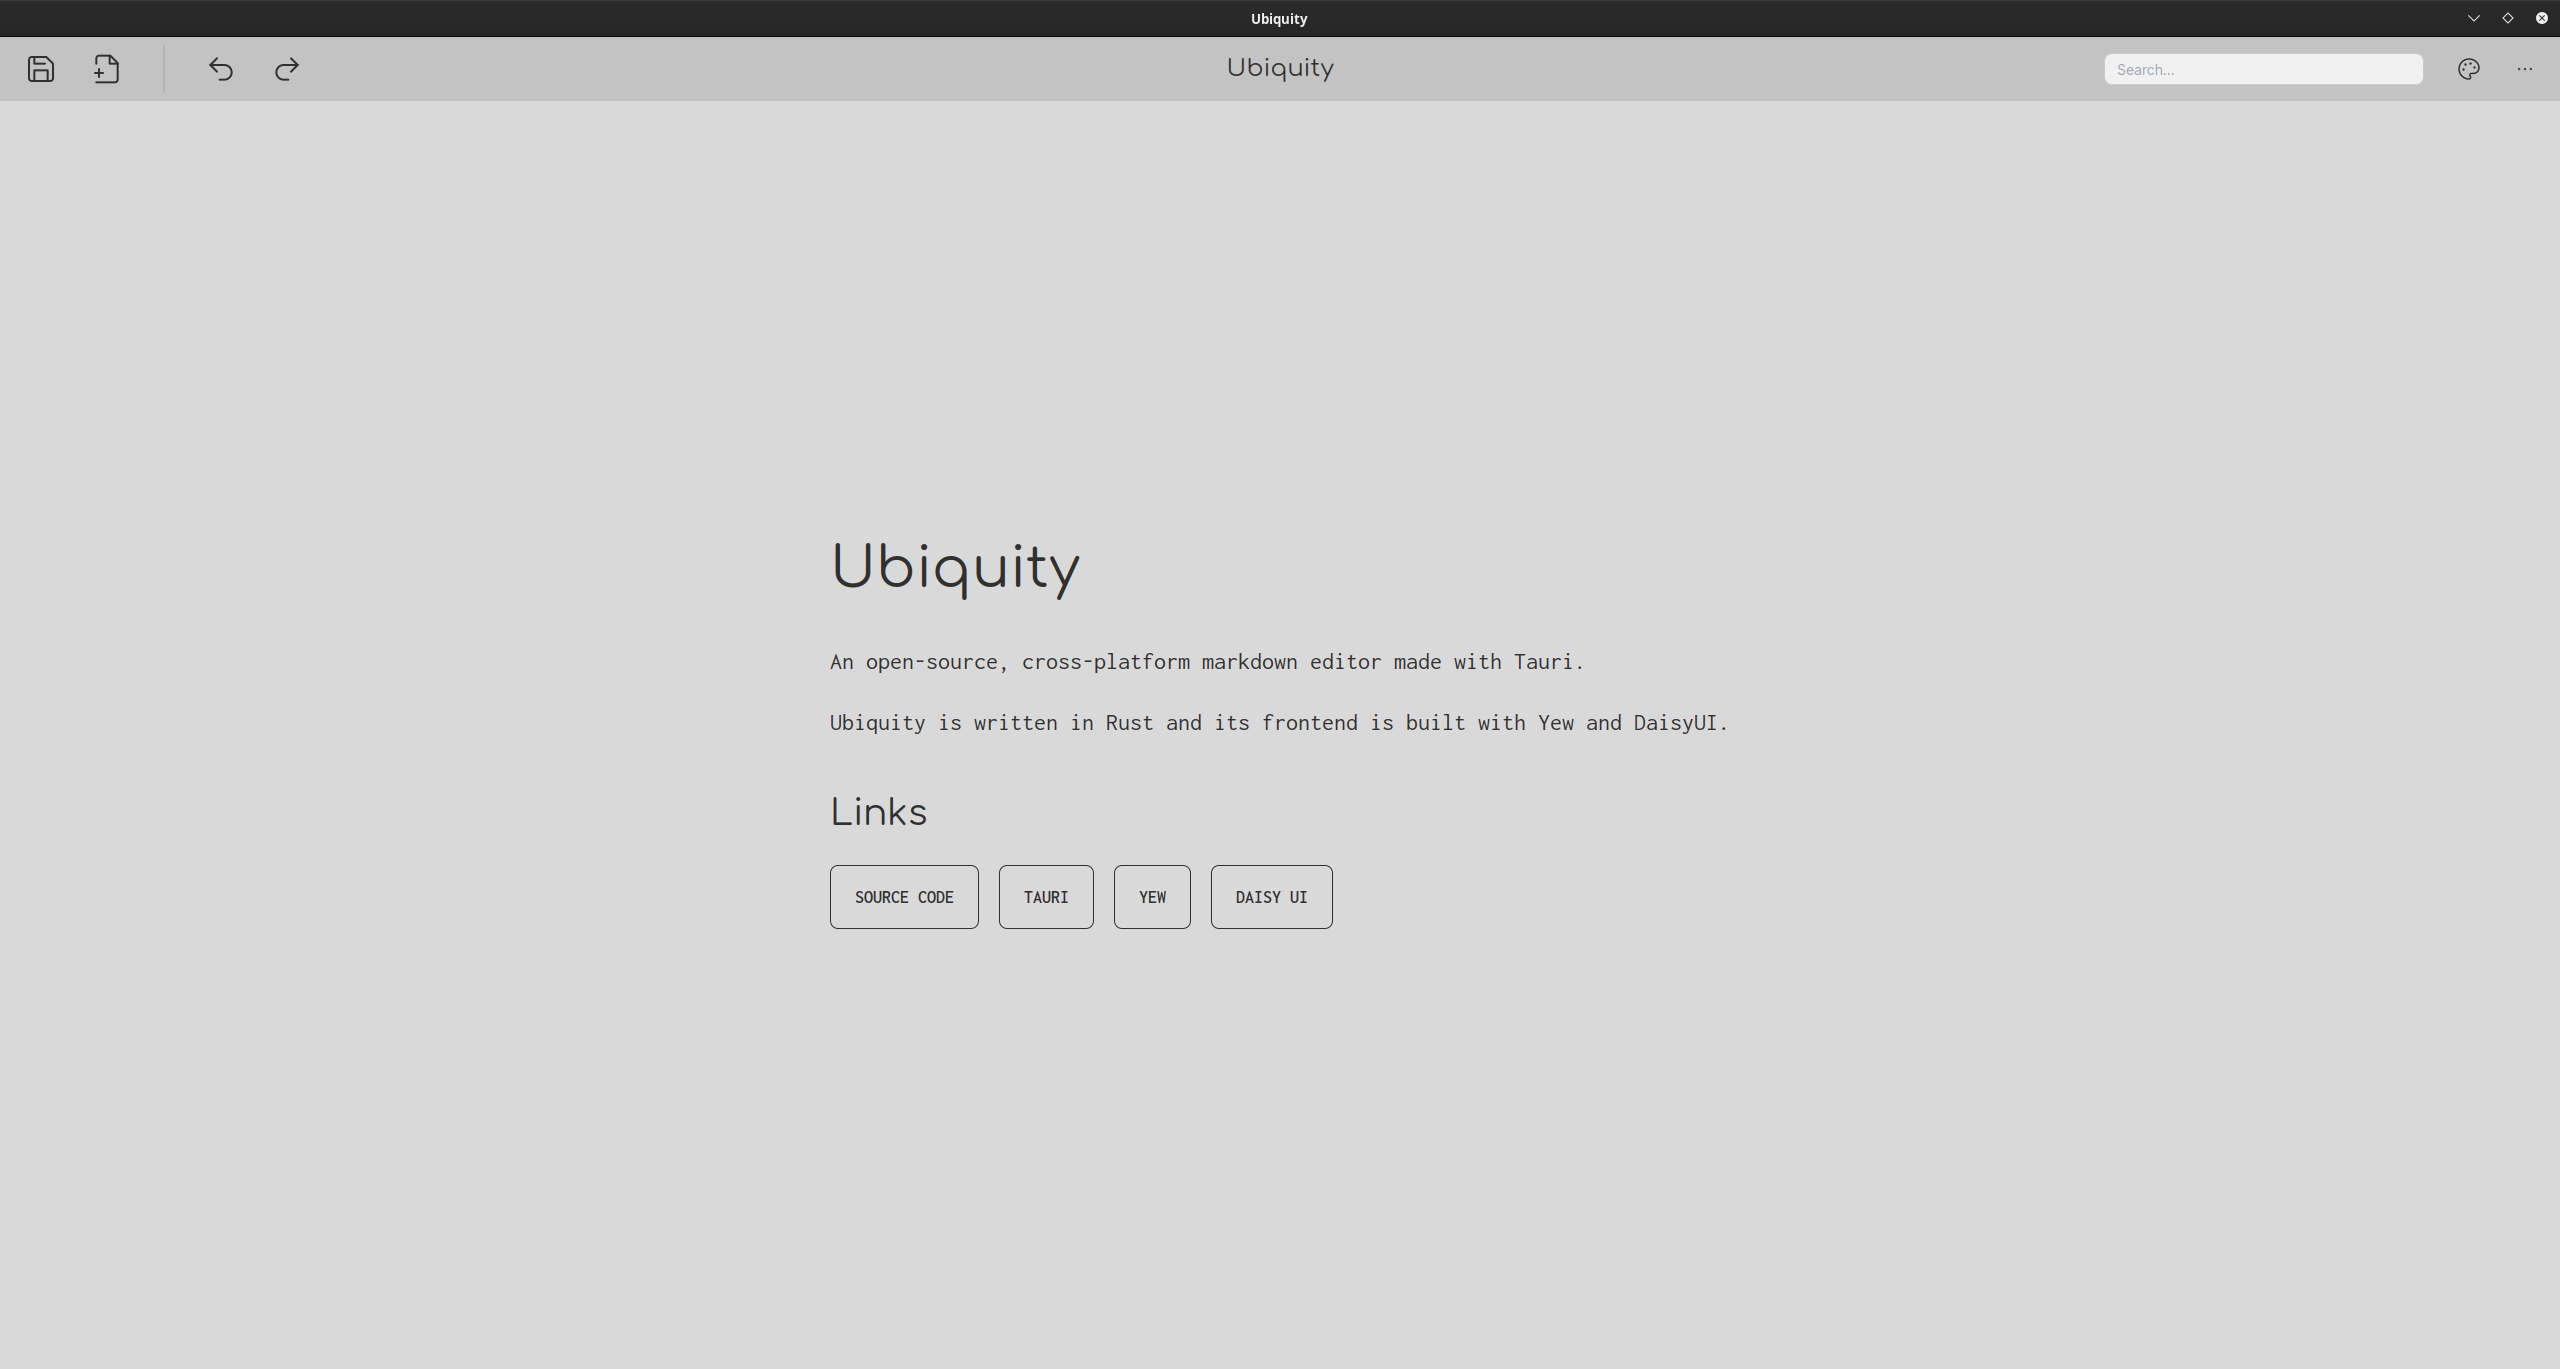 Ubiquity
Ubiquity
Search...
Ubiquity
An open-source, cross-platform markdown editor made with Tauri.
Ubiquity is written in Rust and its frontend is built with Yew and DaisyUI.
Links
SOURCE CODE
TAURI
YEW
DAISY UI